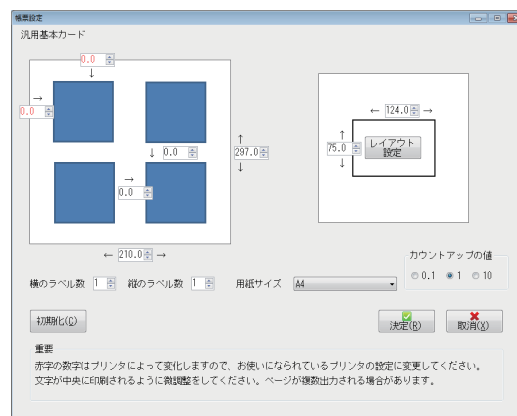 帳票設定
汎用基本カード
0.0
↓
→
0.0
↓ 0.0
→
0.0
↑
297.0
↓
← 210.0 →
← 124.0 →
↑
75.0
↓
レイアウト
設定
カウントアップの値
0.1 1 10
横のラベル数 1 縦のラベル数 1 用紙サイズ A4
初期化(C)
決定(R) 取消(X)
重要
赤字の数字はプリンタによって変化しますので、お使いになられているプリンタの設定に変更してください。
文字が中央に印刷されるように微調整をしてください。ページが複数出力される場合があります。